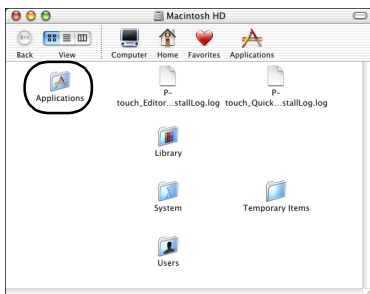 Macintosh HD
Back View Computer Home Favorites Applications
Applications
P-
touch_Editor...stallLog.log
P-
touch_Quick...stallLog.log
Library
System
Temporary Items
Users